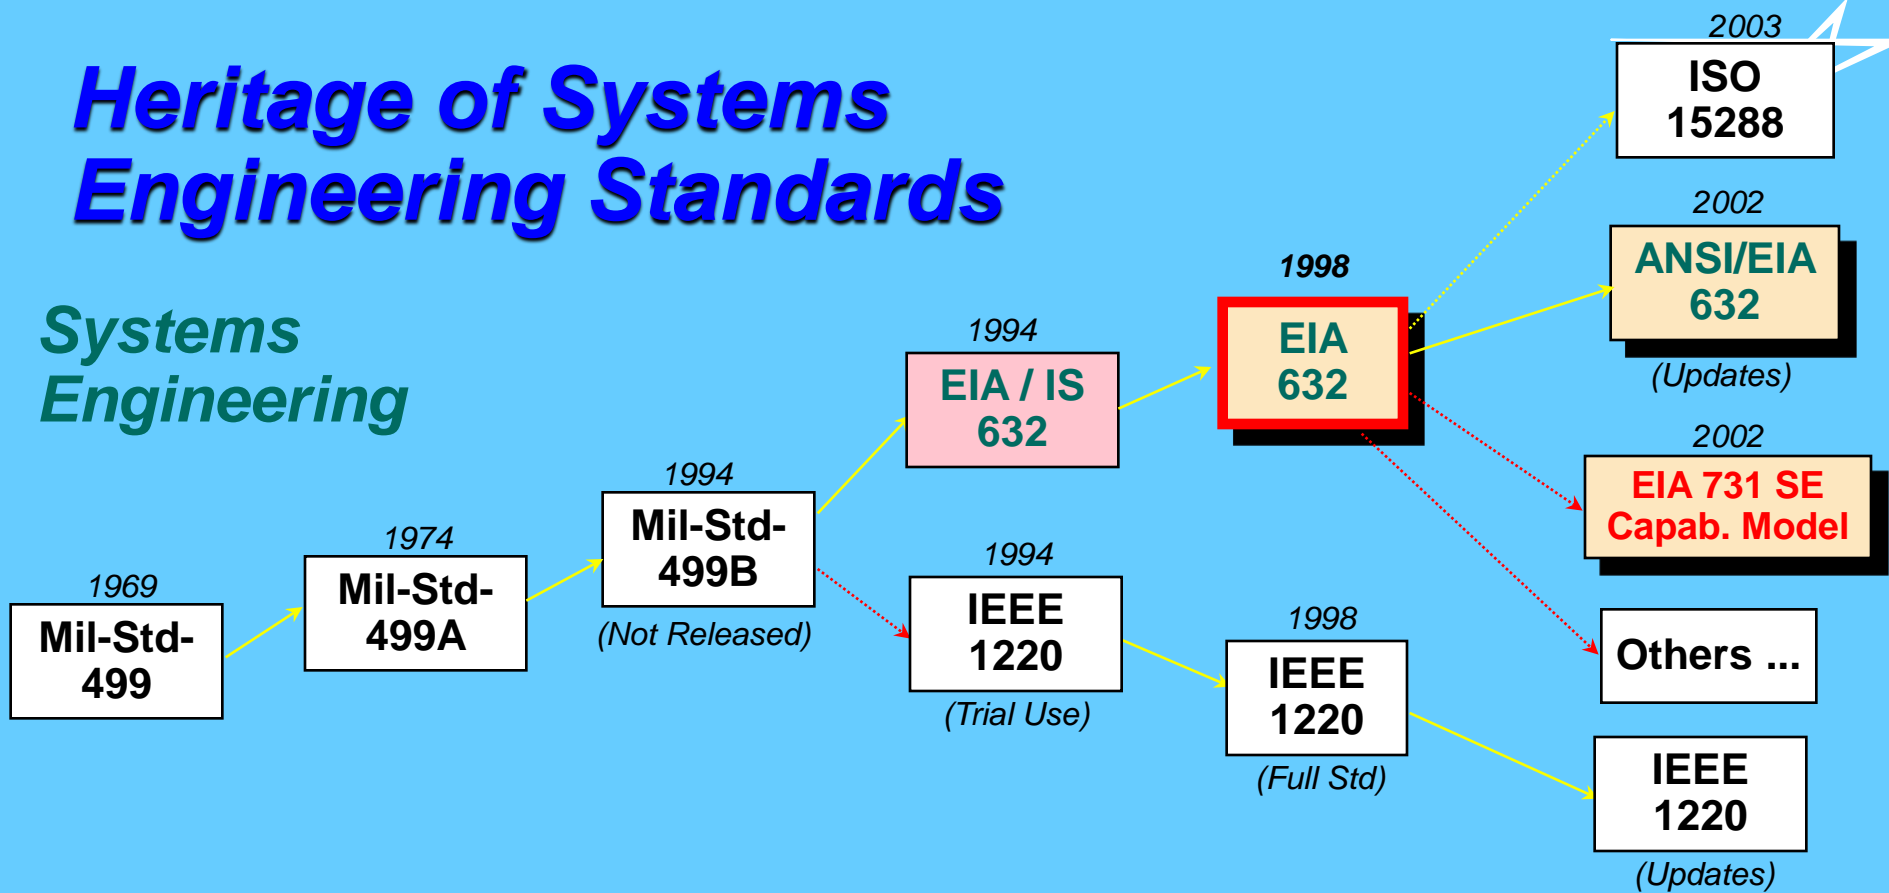 Heritage of Systems
Engineering Standards
Systems
Engineering
1969
Mil-Std-
499
1974
Mil-Std-
499A
1994
Mil-Std-
499B
(Not Released)
1994
EIA / IS
632
1994
IEEE
1220
(Trial Use)
1998
EIA
632
1998
IEEE
1220
(Full Std)
2003
ISO
15288
2002
ANSI/EIA
632
(Updates)
2002
EIA 731 SE
Capab. Model
Others ...
IEEE
1220
(Updates)